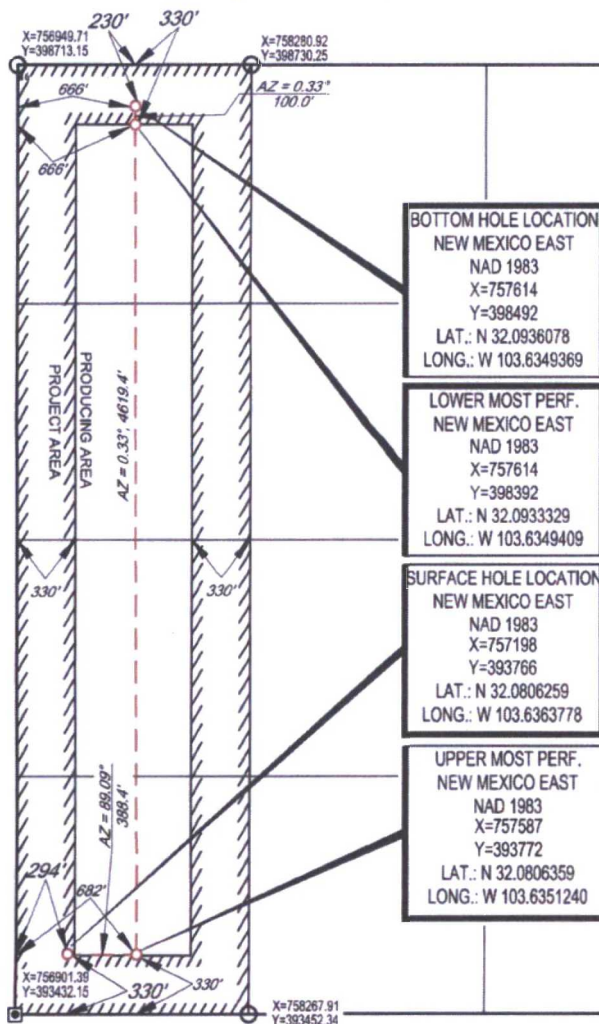 X=756949.71
Y=398713.15
230'
330'
X=758280.92
Y=398730.25
666'
AZ = 0.33°
100.0'
666'
BOTTOM HOLE LOCATION
NEW MEXICO EAST
NAD 1983
X=757614
Y=398492
LAT.: N 32.0936078
LONG.: W 103.6349369
PROJECT AREA
PRODUCING AREA
AZ = 0.33°, 4619.4'
LOWER MOST PERF.
NEW MEXICO EAST
NAD 1983
X=757614
Y=398392
LAT.: N 32.0933329
LONG.: W 103.6349409
330'
330'
SURFACE HOLE LOCATION
NEW MEXICO EAST
NAD 1983
X=757198
Y=393766
LAT.: N 32.0806259
LONG.: W 103.6363778
AZ = 89.09°
388.4'
UPPER MOST PERF.
NEW MEXICO EAST
NAD 1983
X=757587
Y=393772
LAT.: N 32.0806359
LONG.: W 103.6351240
294'
682'
X=756901.39
Y=393432.15
330'
330'
X=758267.91
Y=393452.34